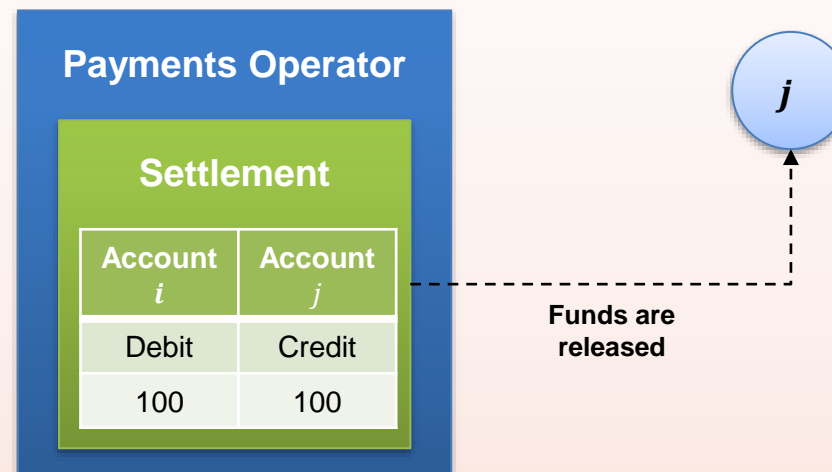 Payments Operator
j
Settlement
Account Account
i j
Debit Credit
100 100
Funds are
released